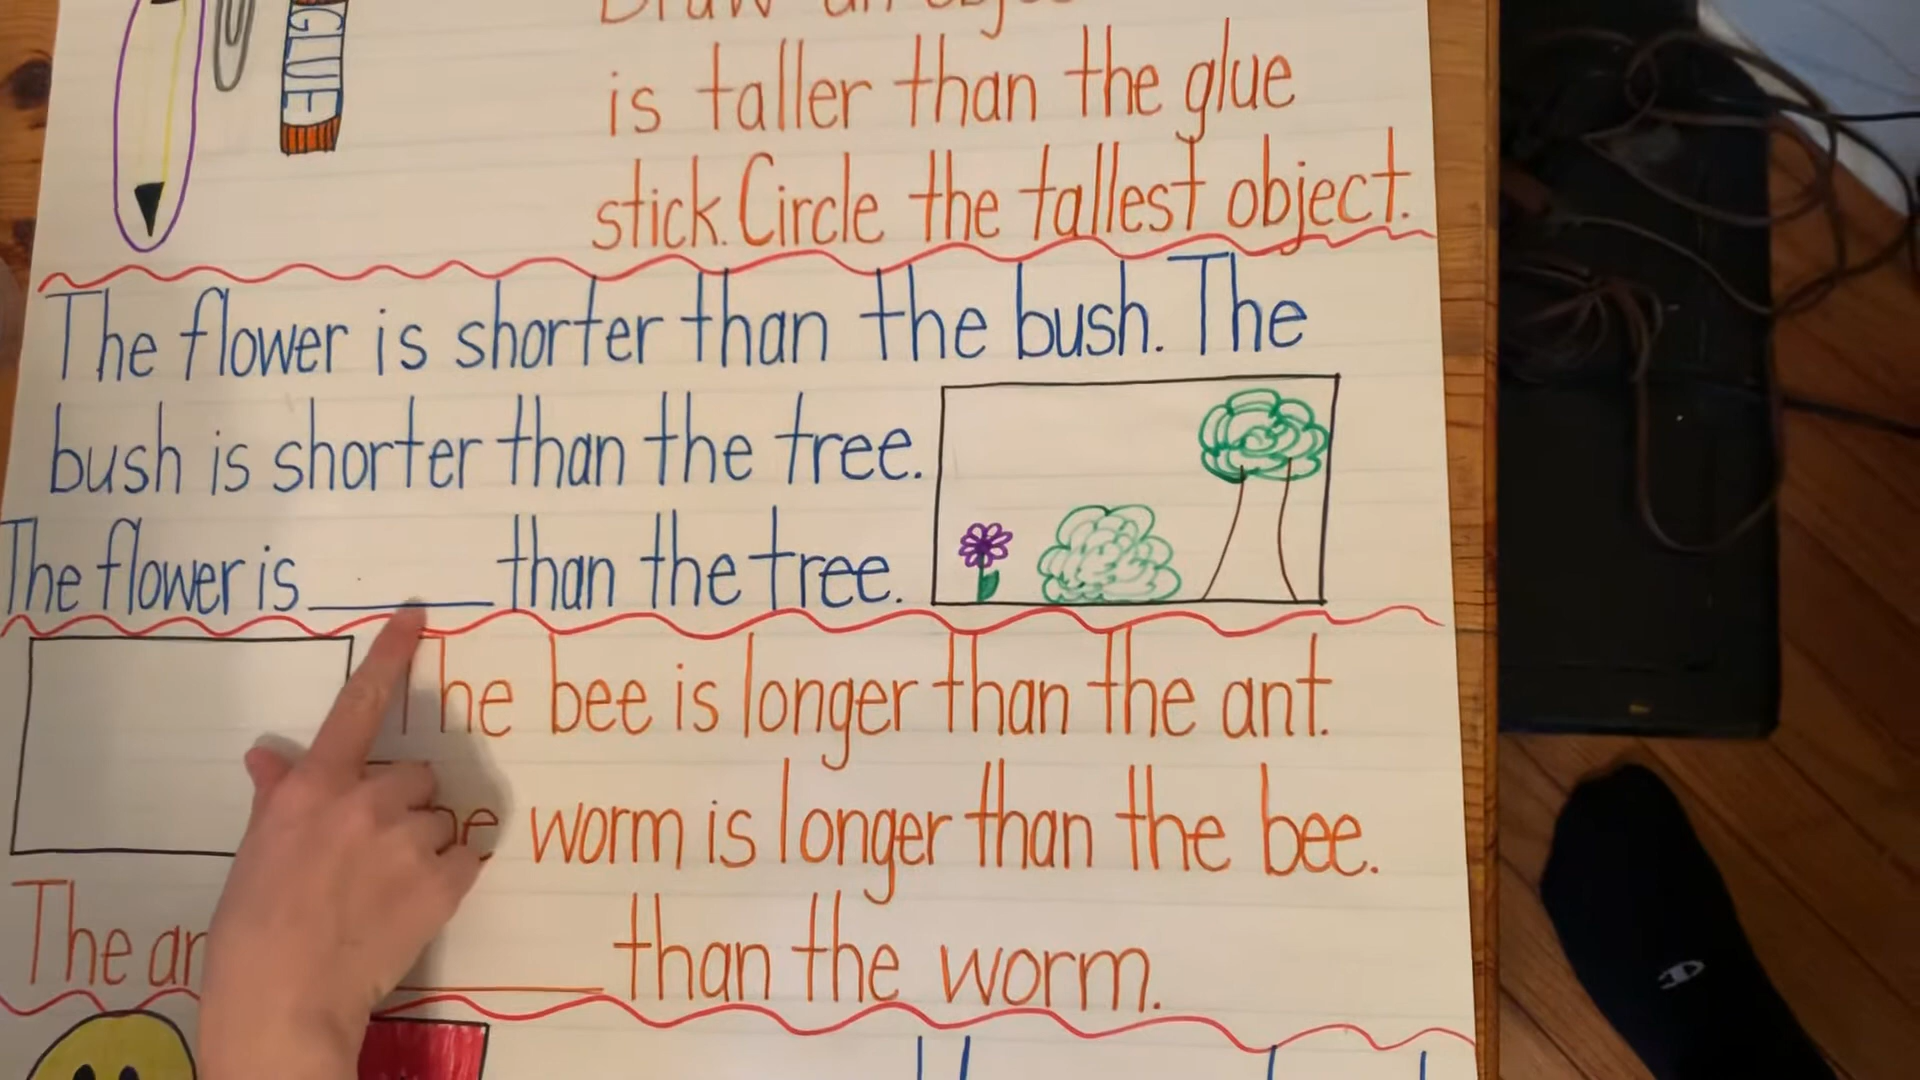 GLUE
is taller than the glue
stick. Circle the tallest object.
The flower is shorter than the bush. The
bush is shorter than the tree.
The flower is _____ than the tree.
The bee is longer than the ant.
worm is longer than the bee.
The _____ than the worm.